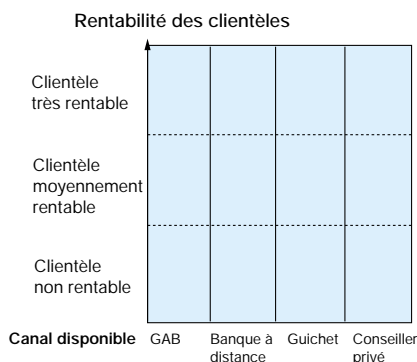 Rentabilité des clientèles
Clientèle
très rentable
Clientèle
moyennement
rentable
Clientèle
non rentable
Canal disponible GAB Banque à Guichet Conseiller
distance privé